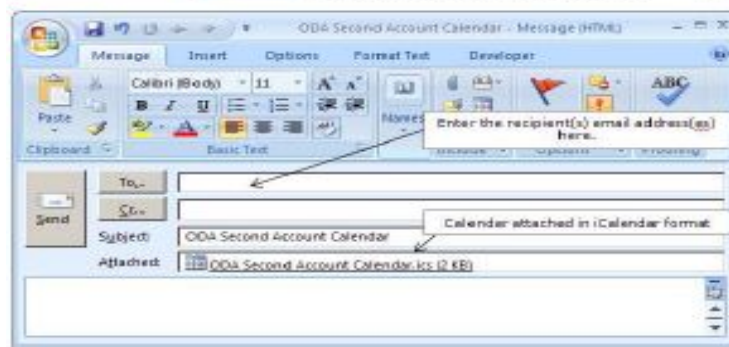 ODA Second Account Calendar - Message (HTML)
Message Insert Options Format Text Developer
Calibri (Body) 11 A A ABC
Paste B I U Names
Enter the recipient(s) email address(es)
here.
Clipboard Basic Text Include Options Proofing
To...
Send Cc...
Calender attached in iCalendar format
Subject: ODA Second Account Calendar
Attached: ODA Second Account Calendar.ics (2 KB)